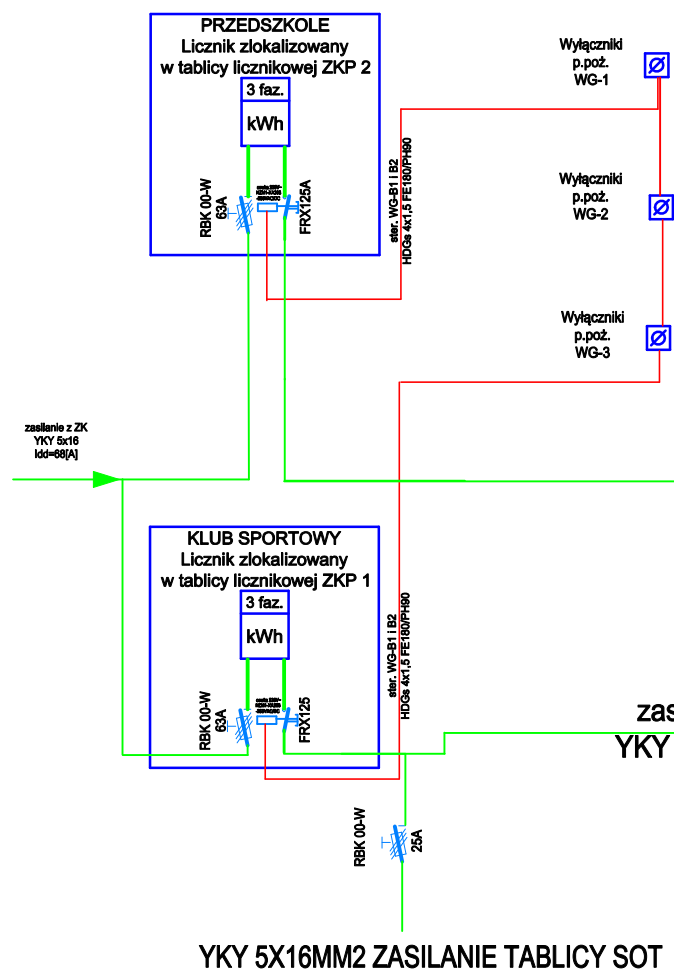 PRZEDSZKOLE
Licznik zlokalizowany
w tablicy licznikowej ZKP 2
3 faz.
kWh
RBK 00-W
63A
FRX125A
ster. WG-B1 i B2
HDGs 4x1,5 FE180/PH90
Wyłączniki
p.poż.
WG-1
Wyłączniki
p.poż.
WG-2
Wyłączniki
p.poż.
WG-3
zasilanie z ZK
YKY 5x16
Idd=68[A]
KLUB SPORTOWY
Licznik zlokalizowany
w tablicy licznikowej ZKP 1
3 faz.
kWh
RBK 00-W
63A
FRX125
ster. WG-B1 i B2
HDGs 4x1,5 FE180/PH90
zas
YKY
RBK 00-W
25A
YKY 5X16MM2 ZASILANIE TABLICY SOT